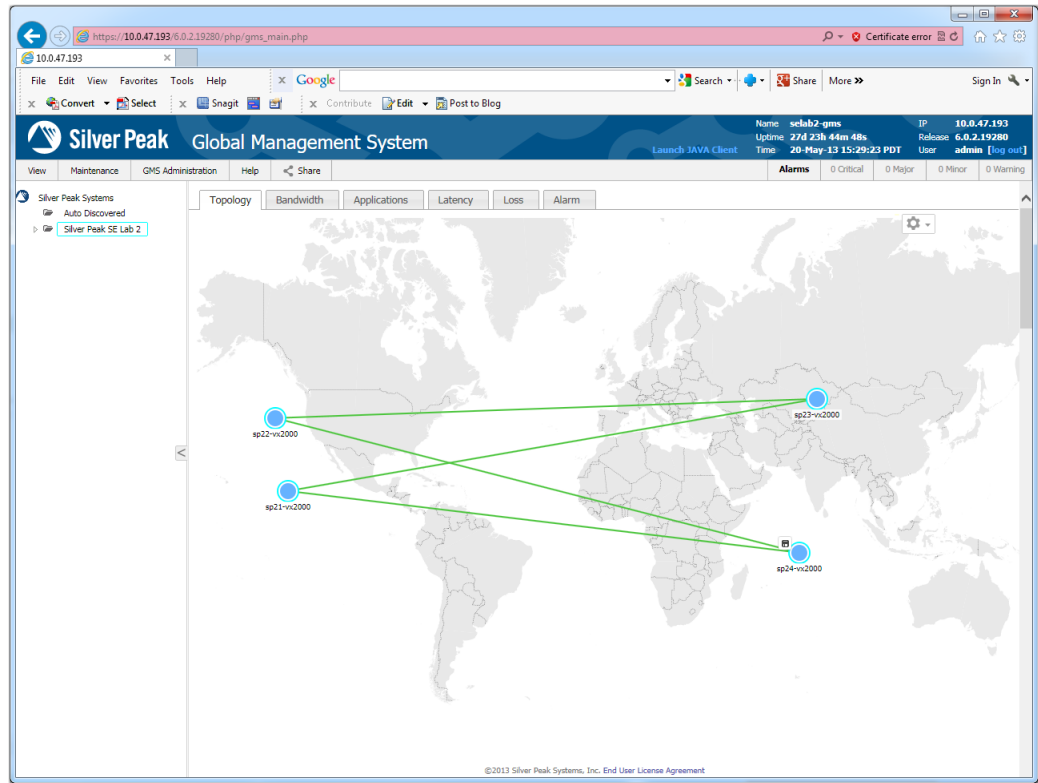 https://10.0.47.193/6.0.2.19280/php/gms_main.php
Certificate error
10.0.47.193
File Edit View Favorites Tools Help
x Google
Search
Share
More »
Sign In
x Convert Select
x Snagit
x Contribute Edit Post to Blog
Silver Peak Global Management System
Launch JAVA Client
Name selab2-gms
Uptime 27d 23h 44m 48s
Time 20-May-13 15:29:23 PDT
IP 10.0.47.193
Release 6.0.2.19280
User admin [log out]
View Maintenance GMS Administration Help Share
Alarms 0 Critical 0 Major 0 Minor 0 Warning
Silver Peak Systems
Auto Discovered
Silver Peak SE Lab 2
Topology Bandwidth Applications Latency Loss Alarm
sp23-vx2000
sp22-vx2000
sp21-vx2000
sp24-vx2000
©2013 Silver Peak Systems, Inc. End User License Agreement